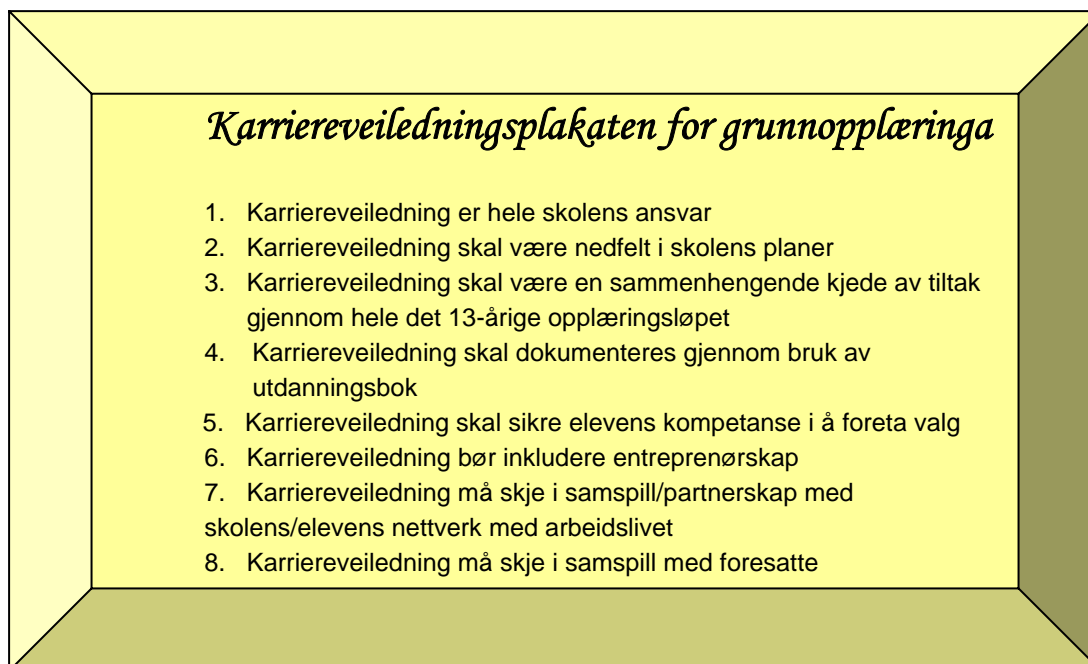 Karriereveiledningsplakaten for grunnopplæringa
1. Karriereveiledning er hele skolens ansvar
2. Karriereveiledning skal være nedfelt i skolens planer
3. Karriereveiledning skal være en sammenhengende kjede av tiltak
gjennom hele det 13-årige opplæringsløpet
4. Karriereveiledning skal dokumenteres gjennom bruk av
utdanningsbok
5. Karriereveiledning skal sikre elevens kompetanse i å foreta valg
6. Karriereveiledning bør inkludere entreprenørskap
7. Karriereveiledning må skje i samspill/partnerskap med
skolens/elevens nettverk med arbeidslivet
8. Karriereveiledning må skje i samspill med foresatte